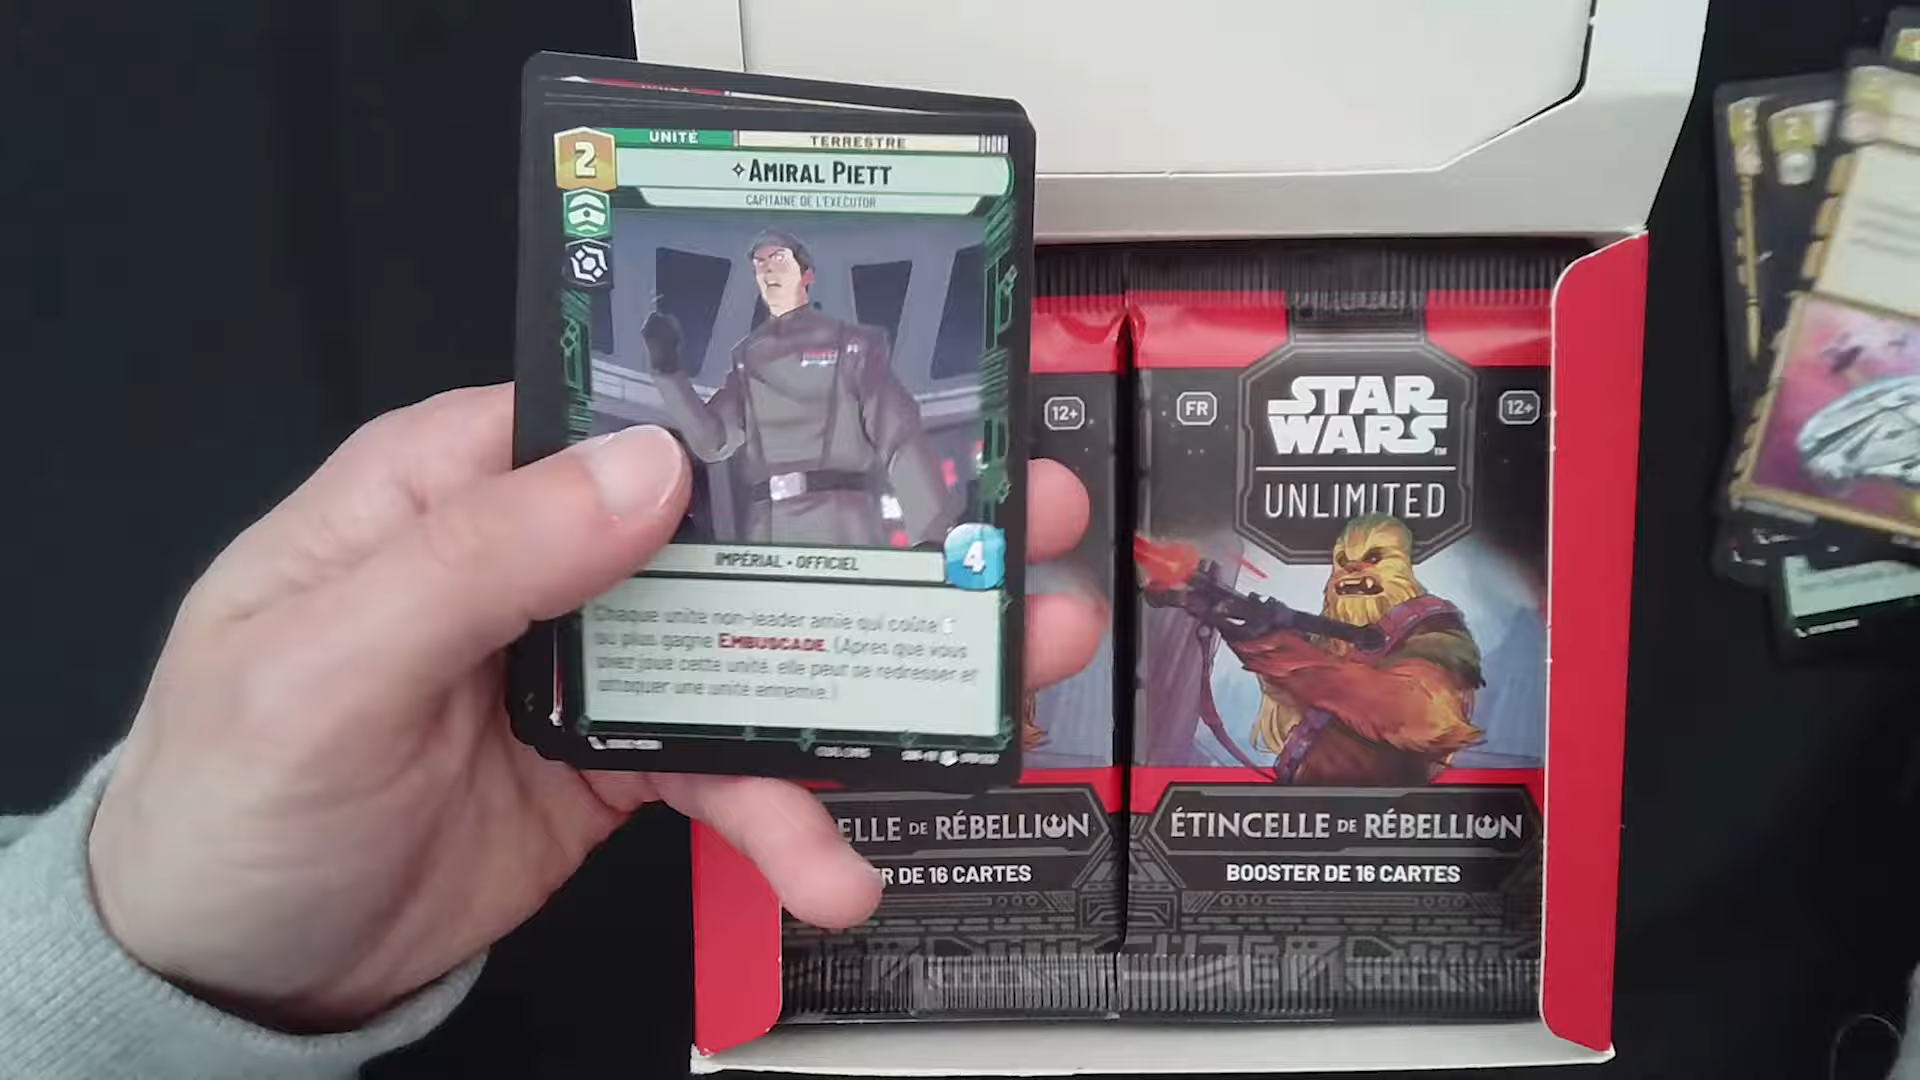 UNITÉ
TERRESTRE
2
AMIRAL PIETT
CAPITAINE DE L'EXECUTOR
IMPÉRIAL • OFFICIEL
4
Chaque unité non-leader amie qui coûte
ou plus gagne EMBUSCADE. (Après que vous
avez joué cette unité, elle peut se redresser et
attaquer une unité ennemie.)
12+
FR
12+
STAR
WARS
UNLIMITED
ELLE DE RÉBELLION
R DE 16 CARTES
ÉTINCELLE DE RÉBELLION
BOOSTER DE 16 CARTES
2
2